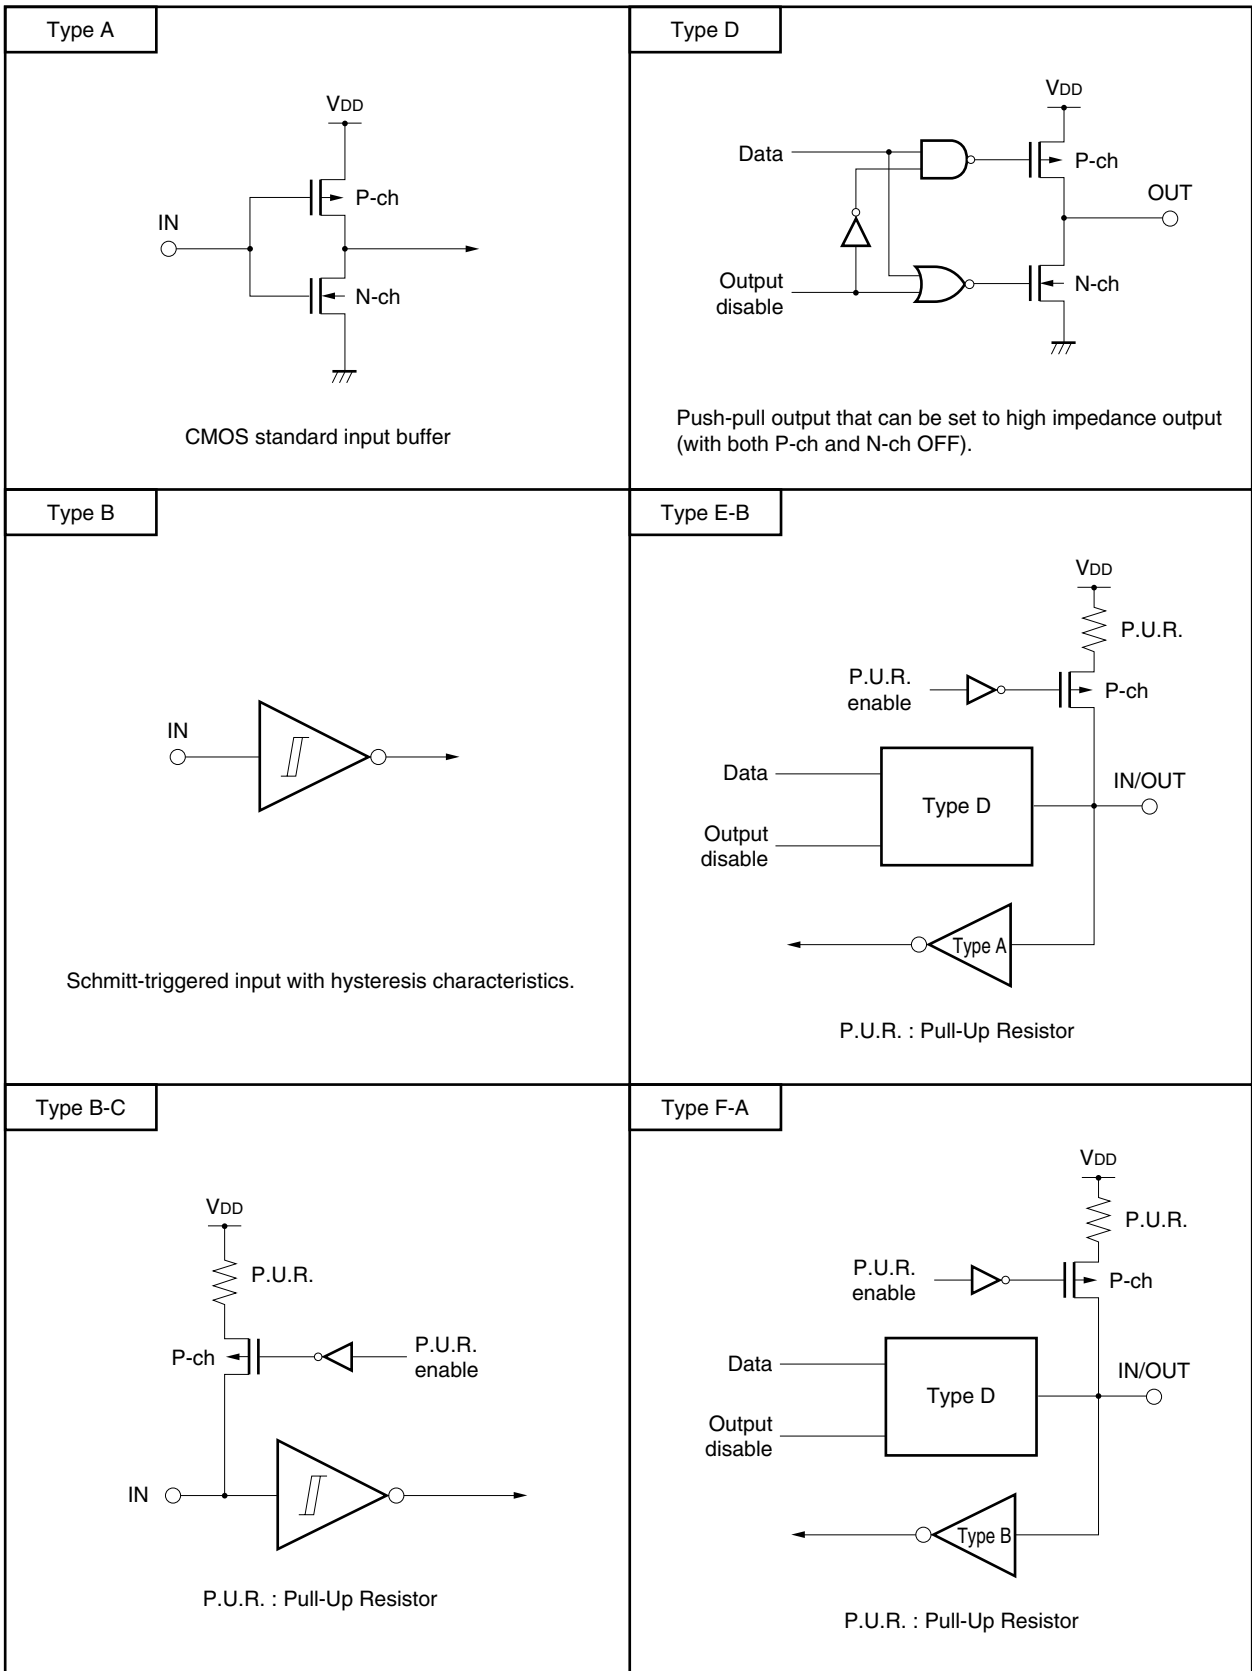 Type A
VDD
P-ch
IN
N-ch
CMOS standard input buffer
Type D
VDD
Data
P-ch
OUT
Output
disable
N-ch
Push-pull output that can be set to high impedance output
(with both P-ch and N-ch OFF).
Type B
IN
Schmitt-triggered input with hysteresis characteristics.
Type E-B
VDD
P.U.R.
P.U.R.
enable
P-ch
Data
IN/OUT
Type D
Output
disable
Type A
P.U.R. : Pull-Up Resistor
Type B-C
VDD
P.U.R.
P-ch
P.U.R.
enable
IN
P.U.R. : Pull-Up Resistor
Type F-A
VDD
P.U.R.
P.U.R.
enable
P-ch
Data
IN/OUT
Type D
Output
disable
Type B
P.U.R. : Pull-Up Resistor